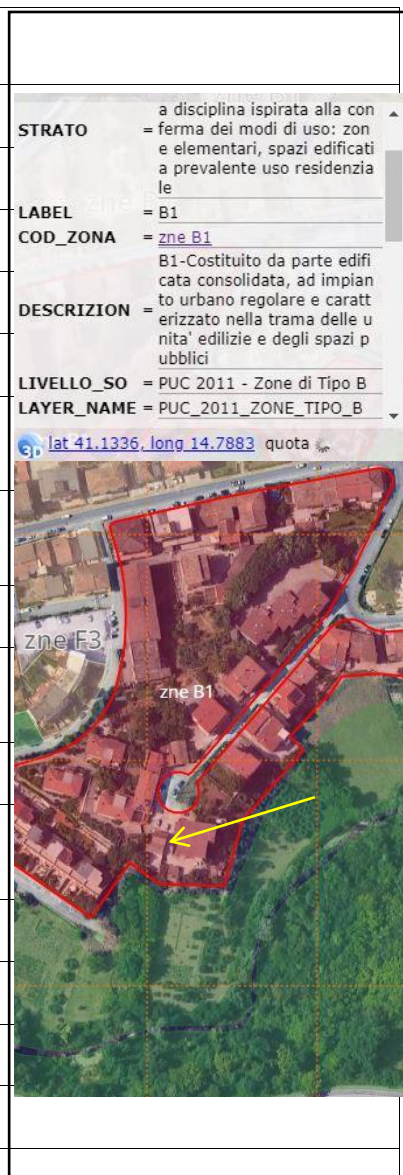 a disciplina ispirata alla con
STRATO = ferma dei modi di uso: zon
e elementari, spazi edificati
a prevalente uso residenzia
le
LABEL = B1
COD_ZONA = zne B1
B1-Costituito da parte edifi
cata consolidata, ad impian
to urbano regolare e caratt
DESCRIZION = erizzato nella trama delle u
nita' edilizie e degli spazi p
ubblici
LIVELLO_SO = PUC 2011 - Zone di Tipo B
LAYER_NAME = PUC_2011_ZONE_TIPO_B
3D lat 41.1336, long 14.7883 quota
zne F3
zne B1